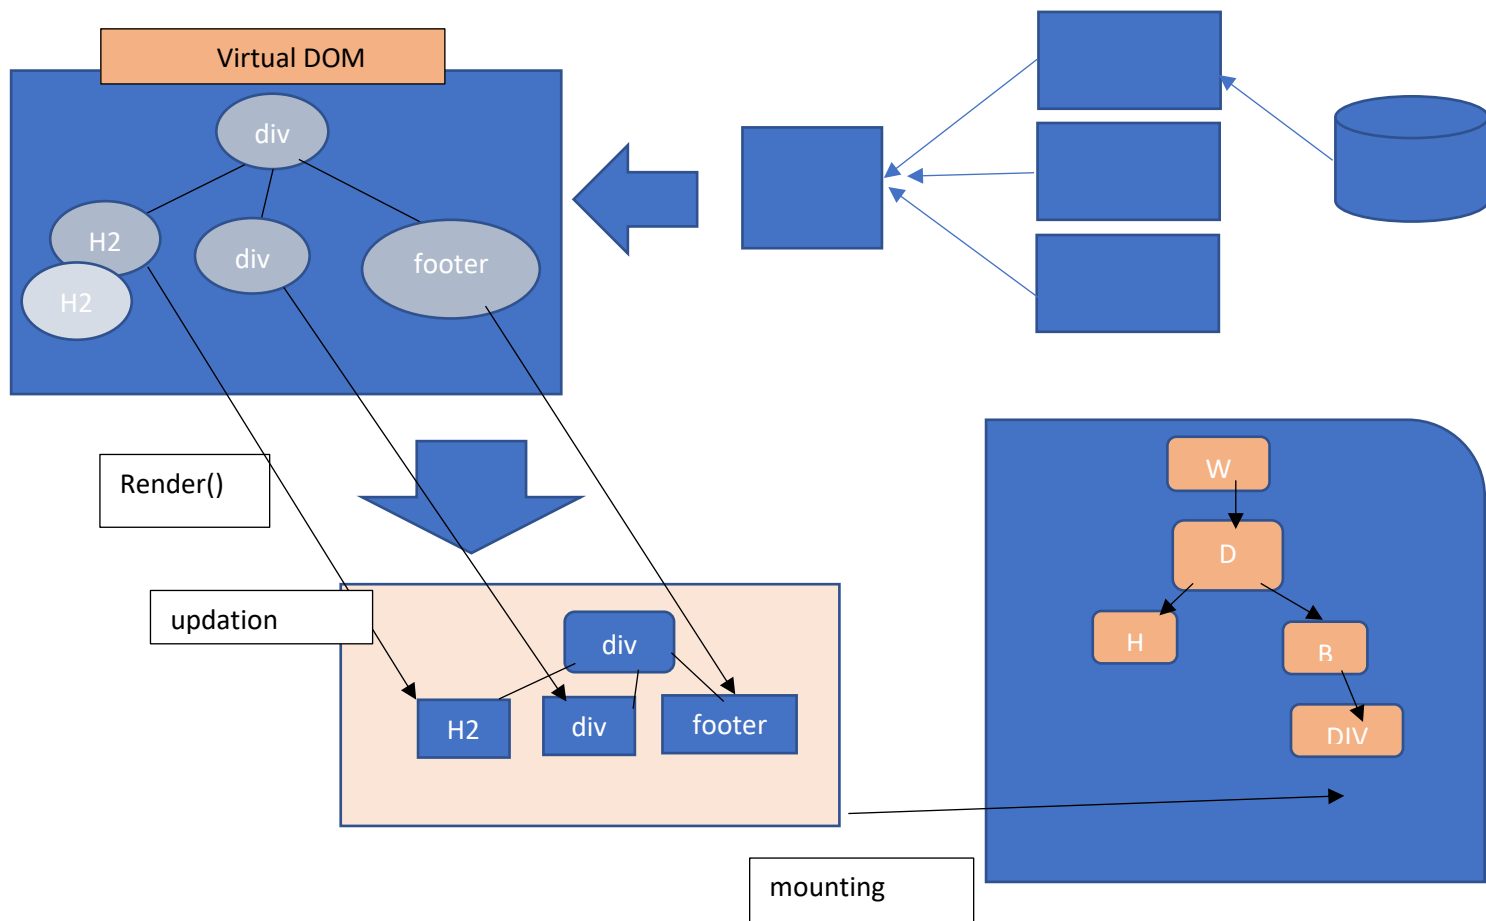 Virtual DOM
div
H2
div
footer
H2
Render()
updation
div
H2
div
footer
mounting
W
D
H
B
DIV